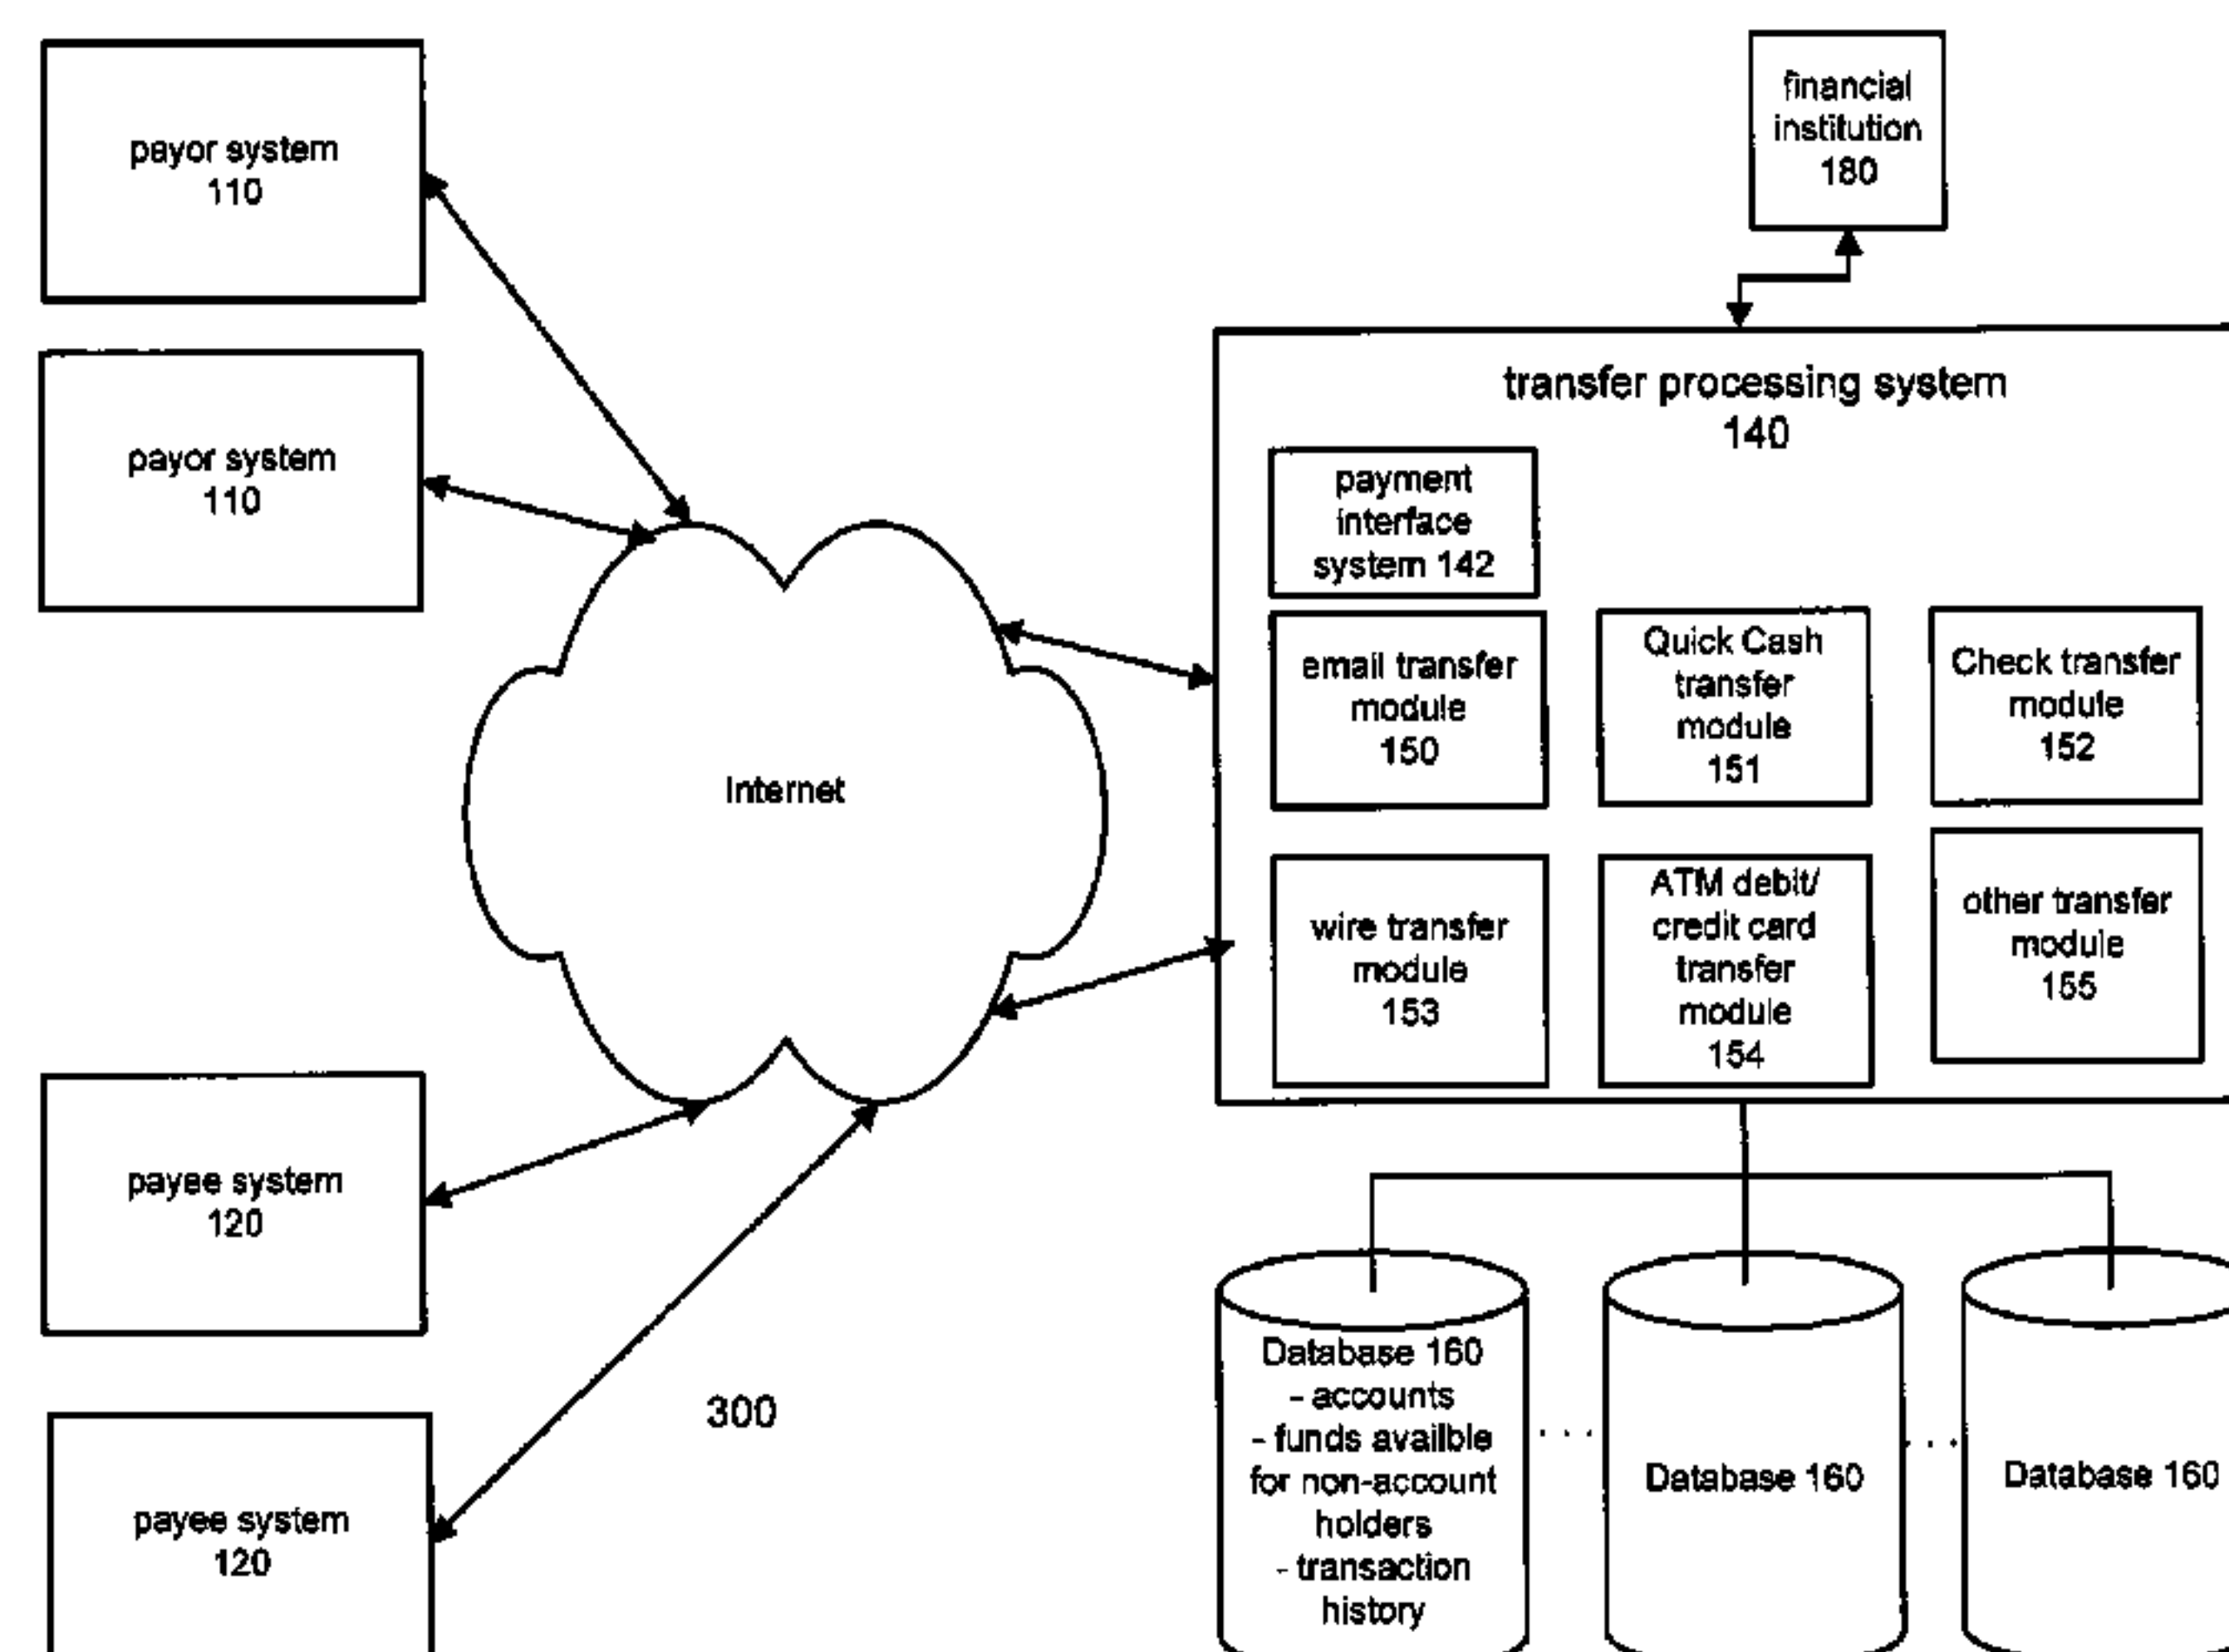 payor system
110
payor system
110
financial
institution
180
transfer processing system
140
payment
interface
system 142
email transfer
module
150
Quick Cash
transfer
module
151
Check transfer
module
152
wire transfer
module
153
ATM debit/
credit card
transfer
module
154
other transfer
module
155
Internet
payee system
120
payee system
120
300
Database 160
- accounts
- funds availble
for non-account
holders
- transaction
history
Database 160
Database 160